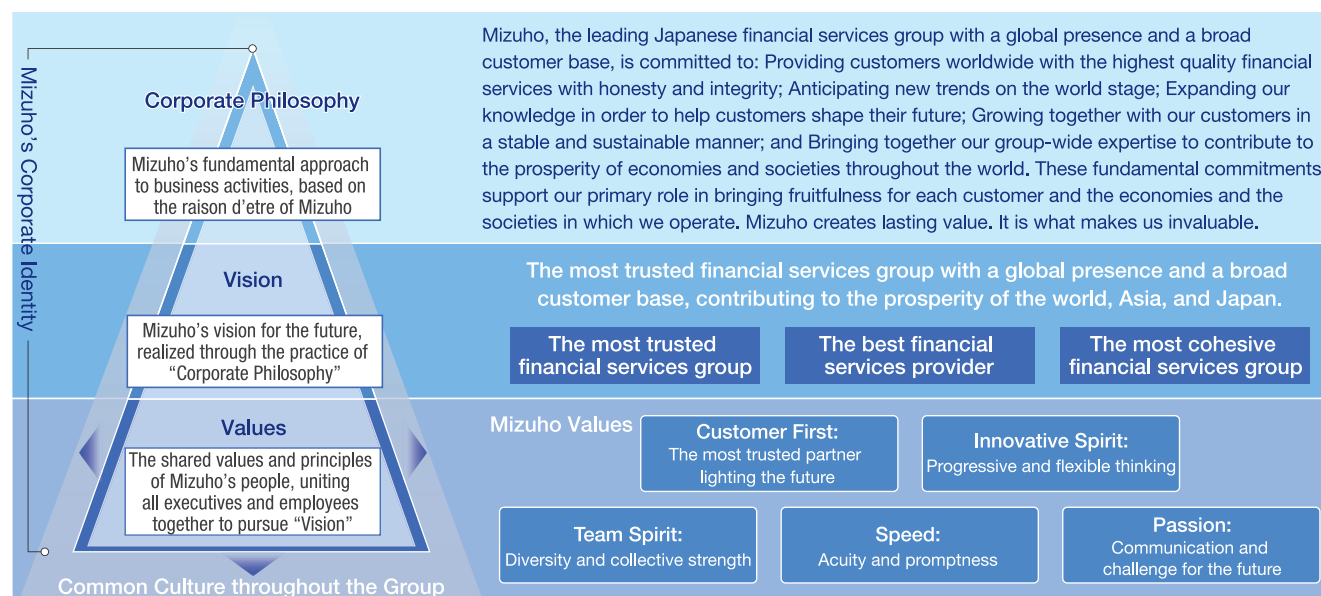 Mizuho's Corporate Identity
Corporate Philosophy
Mizuho's fundamental approach
to business activities, based on
the raison d'etre of Mizuho
Mizuho, the leading Japanese financial services group with a global presence and a broad
customer base, is committed to: Providing customers worldwide with the highest quality financial
services with honesty and integrity; Anticipating new trends on the world stage; Expanding our
knowledge in order to help customers shape their future; Growing together with our customers in
a stable and sustainable manner; and Bringing together our group-wide expertise to contribute to
the prosperity of economies and societies throughout the world. These fundamental commitments
support our primary role in bringing fruitfulness for each customer and the economies and the
societies in which we operate. Mizuho creates lasting value. It is what makes us invaluable.
Vision
Mizuho's vision for the future,
realized through the practice of
“Corporate Philosophy”
The most trusted financial services group with a global presence and a broad
customer base, contributing to the prosperity of the world, Asia, and Japan.
The most trusted
financial services group
The best financial
services provider
The most cohesive
financial services group
Values
The shared values and principles
of Mizuho's people, uniting
all executives and employees
together to pursue “Vision”
Mizuho Values
Customer First:
The most trusted partner
lighting the future
Innovative Spirit:
Progressive and flexible thinking
Team Spirit:
Diversity and collective strength
Speed:
Acuity and promptness
Passion:
Communication and
challenge for the future
Common Culture throughout the Group